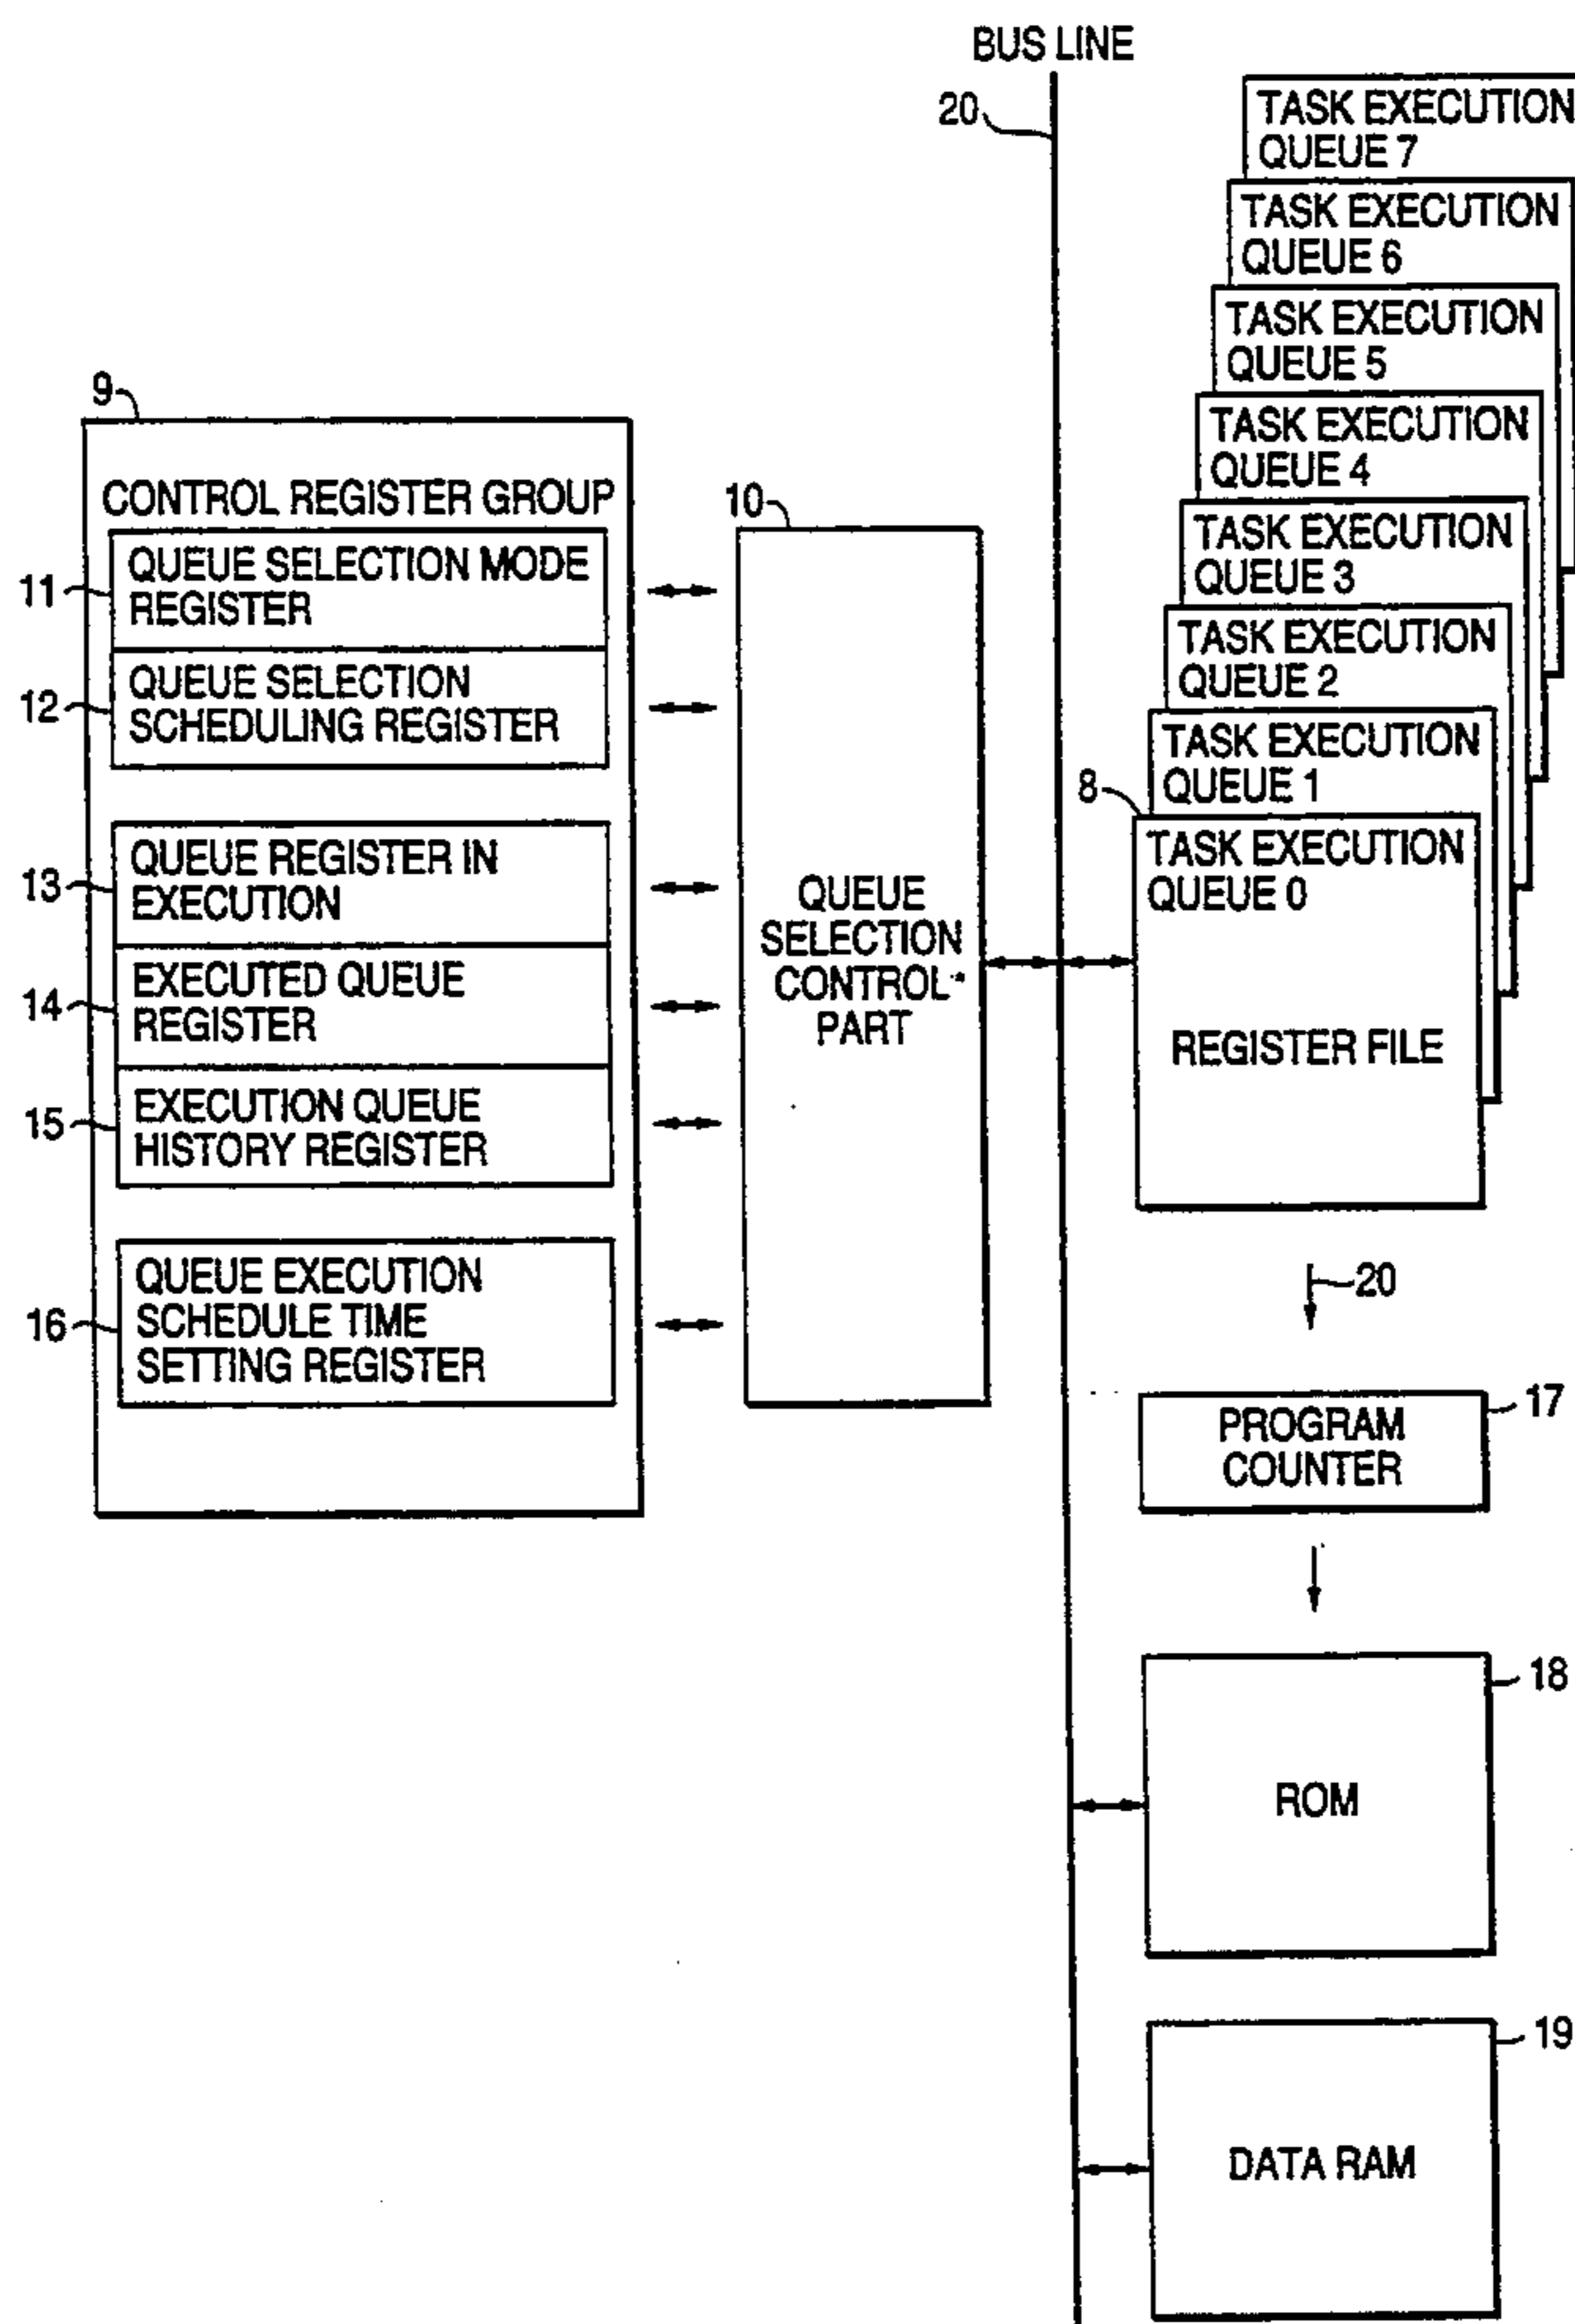 BUS LINE
20
TASK EXECUTION
QUEUE 7
TASK EXECUTION
QUEUE 6
TASK EXECUTION
QUEUE 5
TASK EXECUTION
QUEUE 4
TASK EXECUTION
QUEUE 3
TASK EXECUTION
QUEUE 2
TASK EXECUTION
QUEUE 1
8
TASK EXECUTION
QUEUE 0
REGISTER FILE
9
CONTROL REGISTER GROUP
11
QUEUE SELECTION MODE
REGISTER
12
QUEUE SELECTION
SCHEDULING REGISTER
13
QUEUE REGISTER IN
EXECUTION
14
EXECUTED QUEUE
REGISTER
15
EXECUTION QUEUE
HISTORY REGISTER
16
QUEUE EXECUTION
SCHEDULE TIME
SETTING REGISTER
10
QUEUE
SELECTION
CONTROL
PART
20
17
PROGRAM
COUNTER
18
ROM
19
DATA RAM